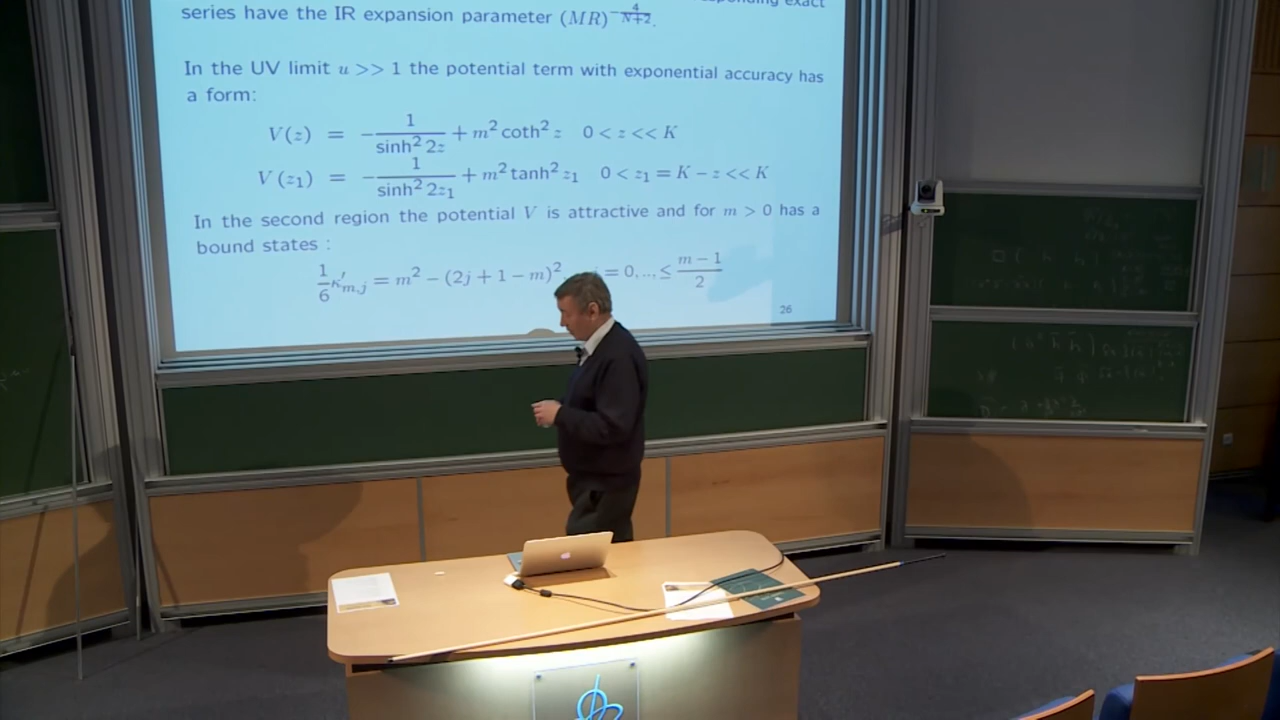 exact
series have the IR expansion parameter (MR)^{-4/(N+2)}.
In the UV limit u >> 1 the potential term with exponential accuracy has
a form:
V(z) = -1/sinh² 2z + m² coth² z 0 < z << K
V(z₁) = -1/sinh² 2z₁ + m² tanh² z₁ 0 < z₁ = K - z << K
In the second region the potential V is attractive and for m > 0 has a
bound states :
1/6 κ'_{m,j} = m² - (2j + 1 - m)² = 0, .., ≤ (m - 1)/2
26